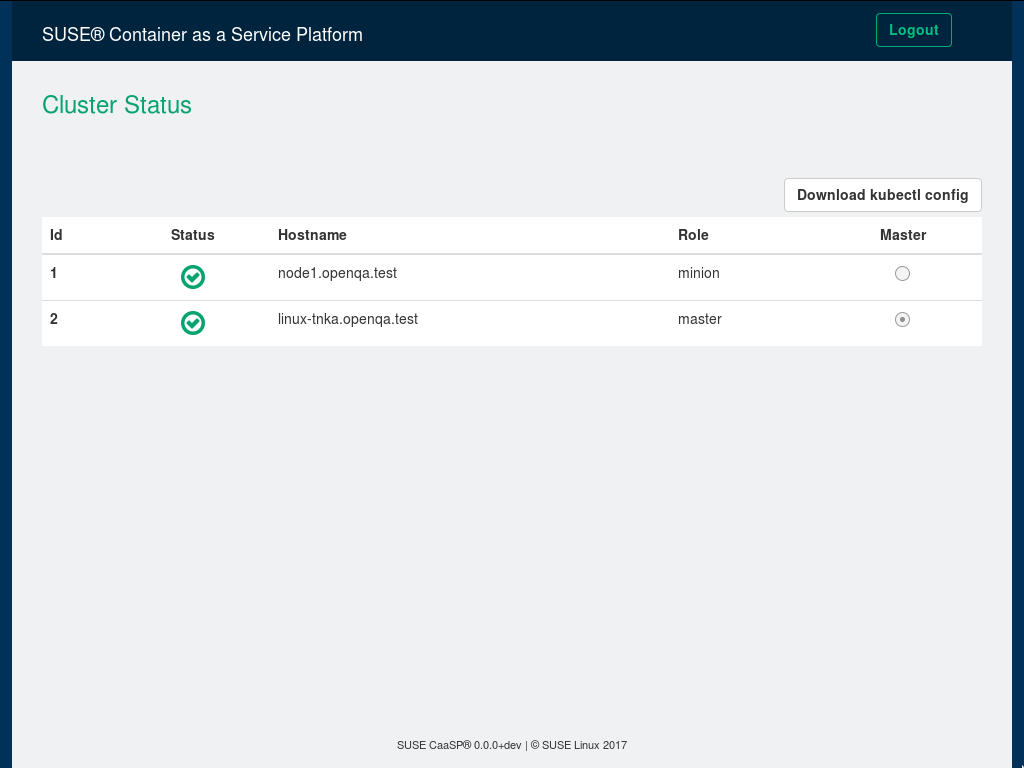 SUSE® Container as a Service Platform
Logout
Cluster Status
Download kubectl config
Id Status Hostname Role Master
1 node1.openqa.test minion
2 linux-tnka.openqa.test master
SUSE CaaSP® 0.0.0+dev | © SUSE Linux 2017